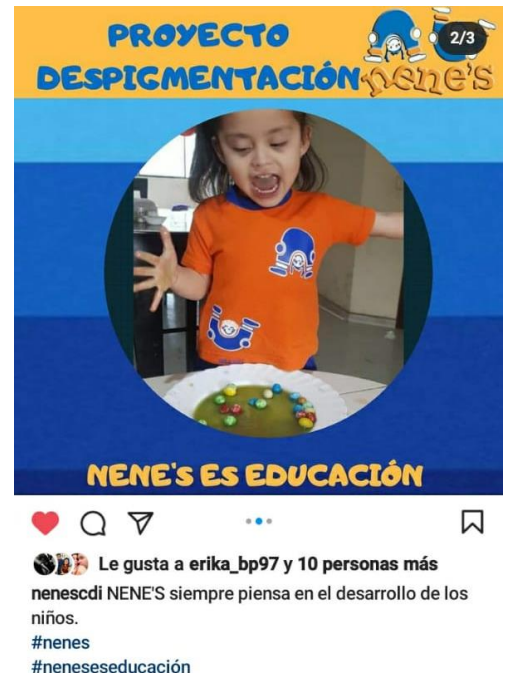 PROYECTO
DESPIGMENTACIÓN
nene's
2/3
NENE'S ES EDUCACIÓN
Le gusta a erika_bp97 y 10 personas más
nenescdi NENE'S siempre piensa en el desarrollo de los
niños.
#nenes
#neneseseducación